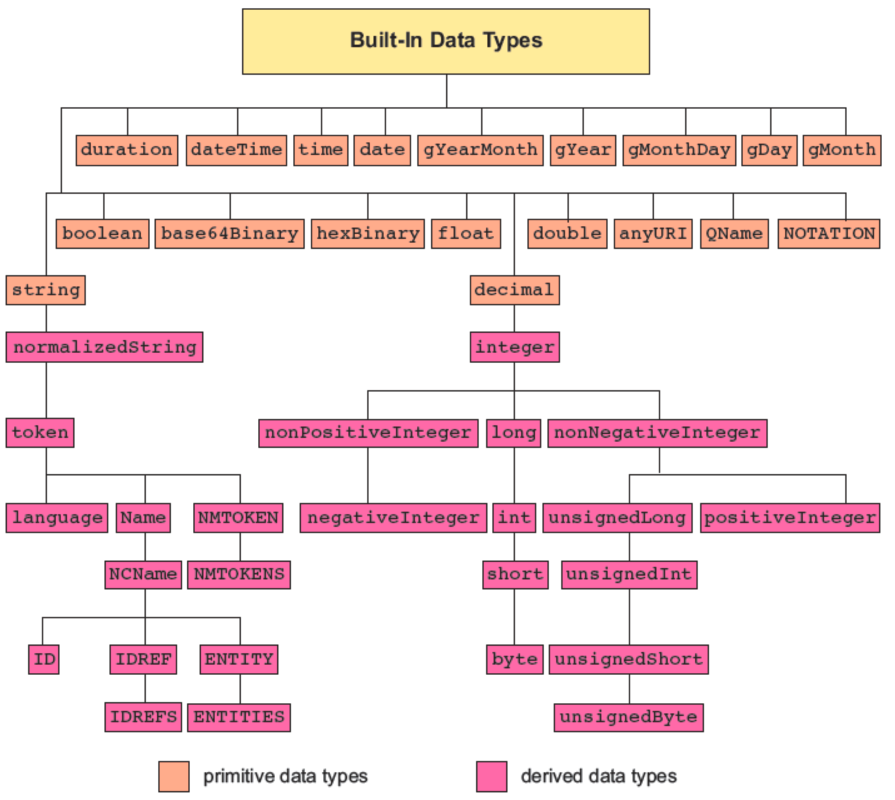 Built-In Data Types
duration dateTime time date gYearMonth gYear gMonthDay gDay gMonth
boolean base64Binary hexBinary float double anyURI QName NOTATION
string decimal
normalizedString integer
token nonPositiveInteger long nonNegativeInteger
language Name NMTOKEN negativeInteger int unsignedLong positiveInteger
NCName NMTOKENS short unsignedInt
ID IDREF ENTITY byte unsignedShort
IDREFS ENTITIES unsignedByte
primitive data types derived data types